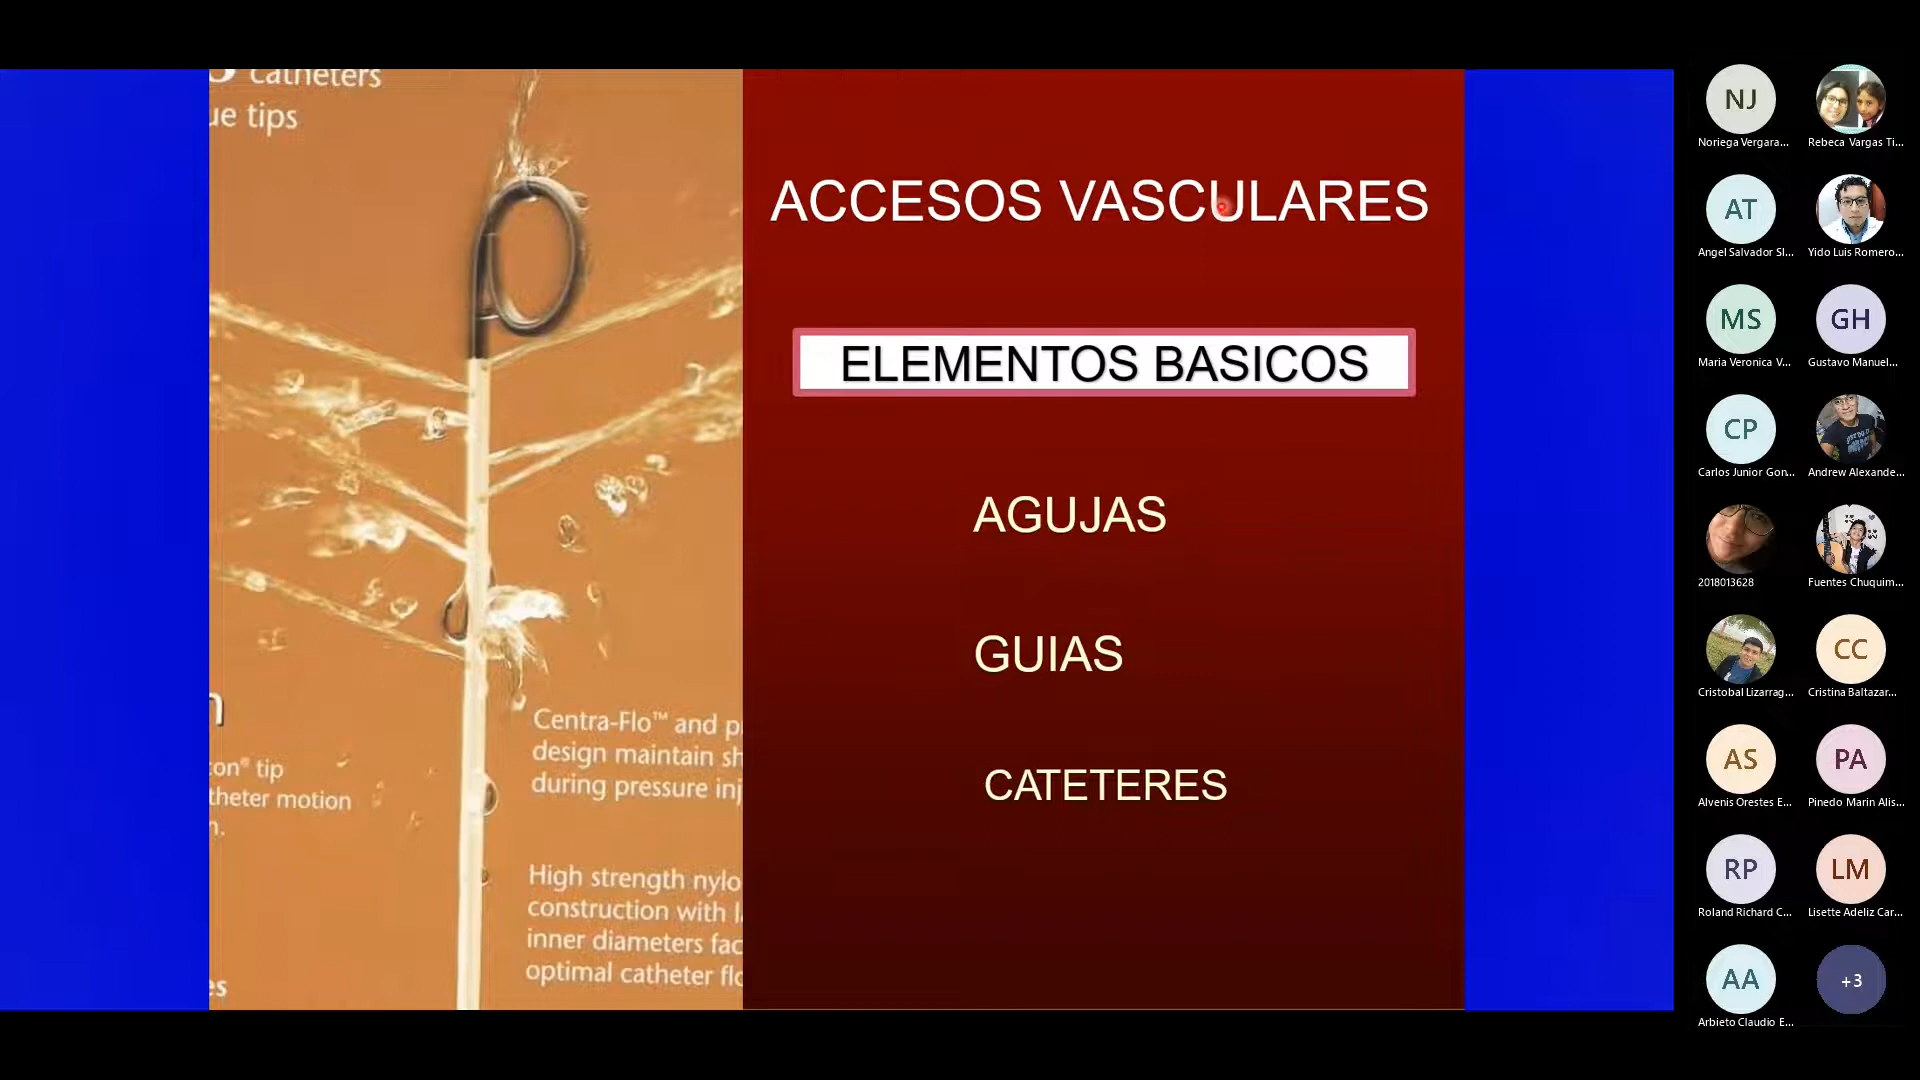 catheters
ue tips
ACCESOS VASCULARES
ELEMENTOS BASICOS
AGUJAS
GUIAS
CATETERES
Centra-Flo™ and p
design maintain sh
during pressure inj
con® tip
theter motion
n.
High strength nylo
construction with l
inner diameters fac
optimal catheter flo
es
NJ
Noriega Vergara...
Rebeca Vargas Ti...
AT
Angel Salvador Sl...
Yido Luis Romero...
MS
Maria Veronica V...
GH
Gustavo Manuel...
CP
Carlos Junior Gon...
Andrew Alexande...
2018013628
Fuentes Chuquim...
Cristobal Lizarrag...
CC
Cristina Baltazar...
AS
Alvenis Orestes E...
PA
Pinedo Marin Alis...
RP
Roland Richard C...
LM
Lisette Adeliz Car...
AA
Arbieto Claudio E...
+3